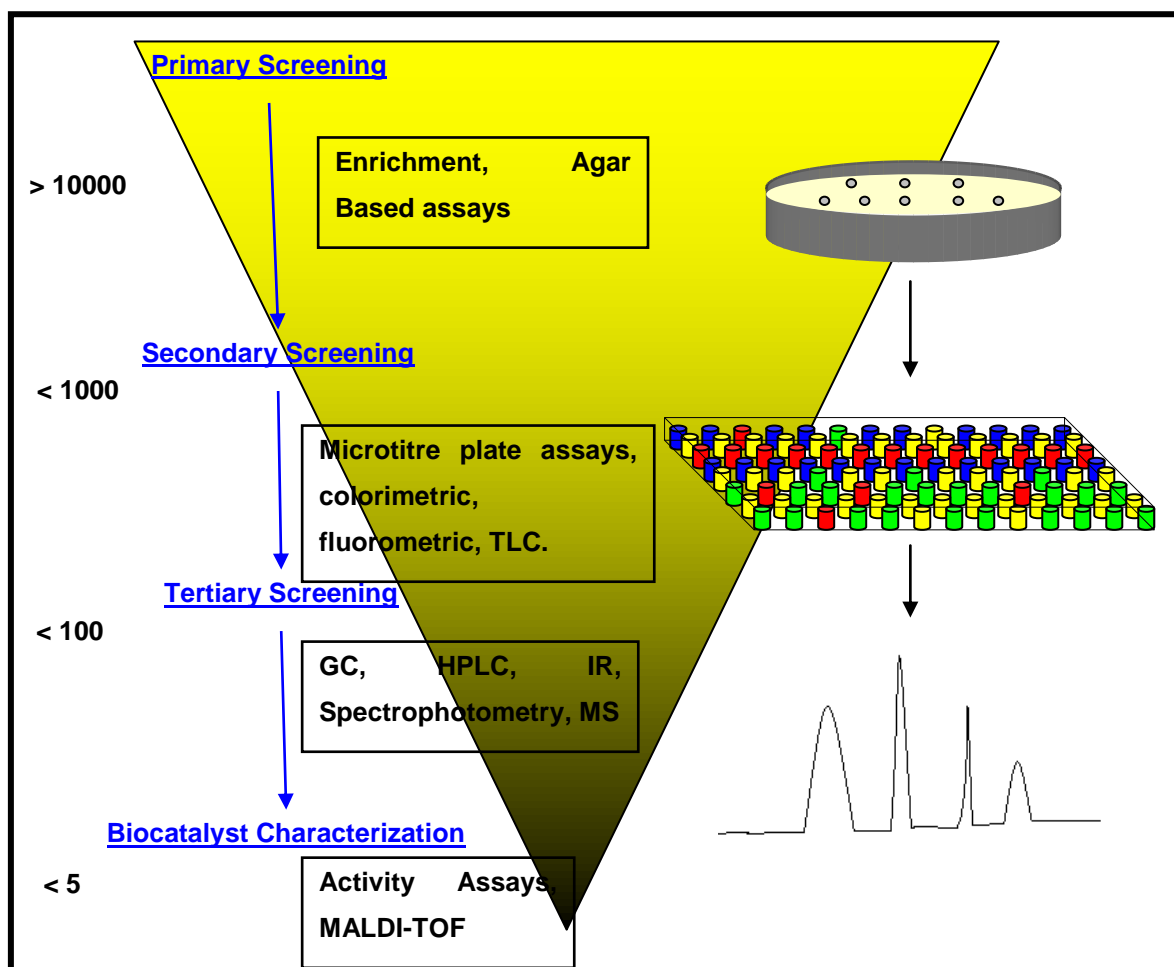 Primary Screening
Enrichment, Agar
Based assays
> 10000
Secondary Screening
< 1000
Microtitre plate assays,
colorimetric,
fluorometric, TLC.
Tertiary Screening
< 100
GC, HPLC, IR,
Spectrophotometry, MS
Biocatalyst Characterization
< 5
Activity Assays,
MALDI-TOF